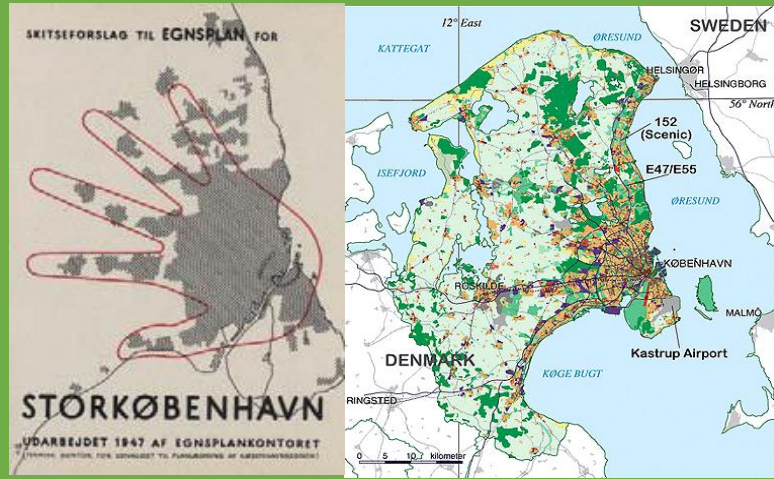 SKITSEFORSLAG TIL EGNSPLAN FOR
STORKØBENHAVN
UDARBEJDET 1947 AF EGNSPLANKONTORET
12° East
SWEDEN
KATTEGAT
ØRESUND
HELSINGØR
HELSINGBORG
56° North
152
(Scenic)
E47/E55
ISEFJORD
ØRESUND
KØBENHAVN
ROSKILDE
MALMÖ
DENMARK
Kastrup Airport
KØGE BUGT
RINGSTED
0 5 10 kilometer